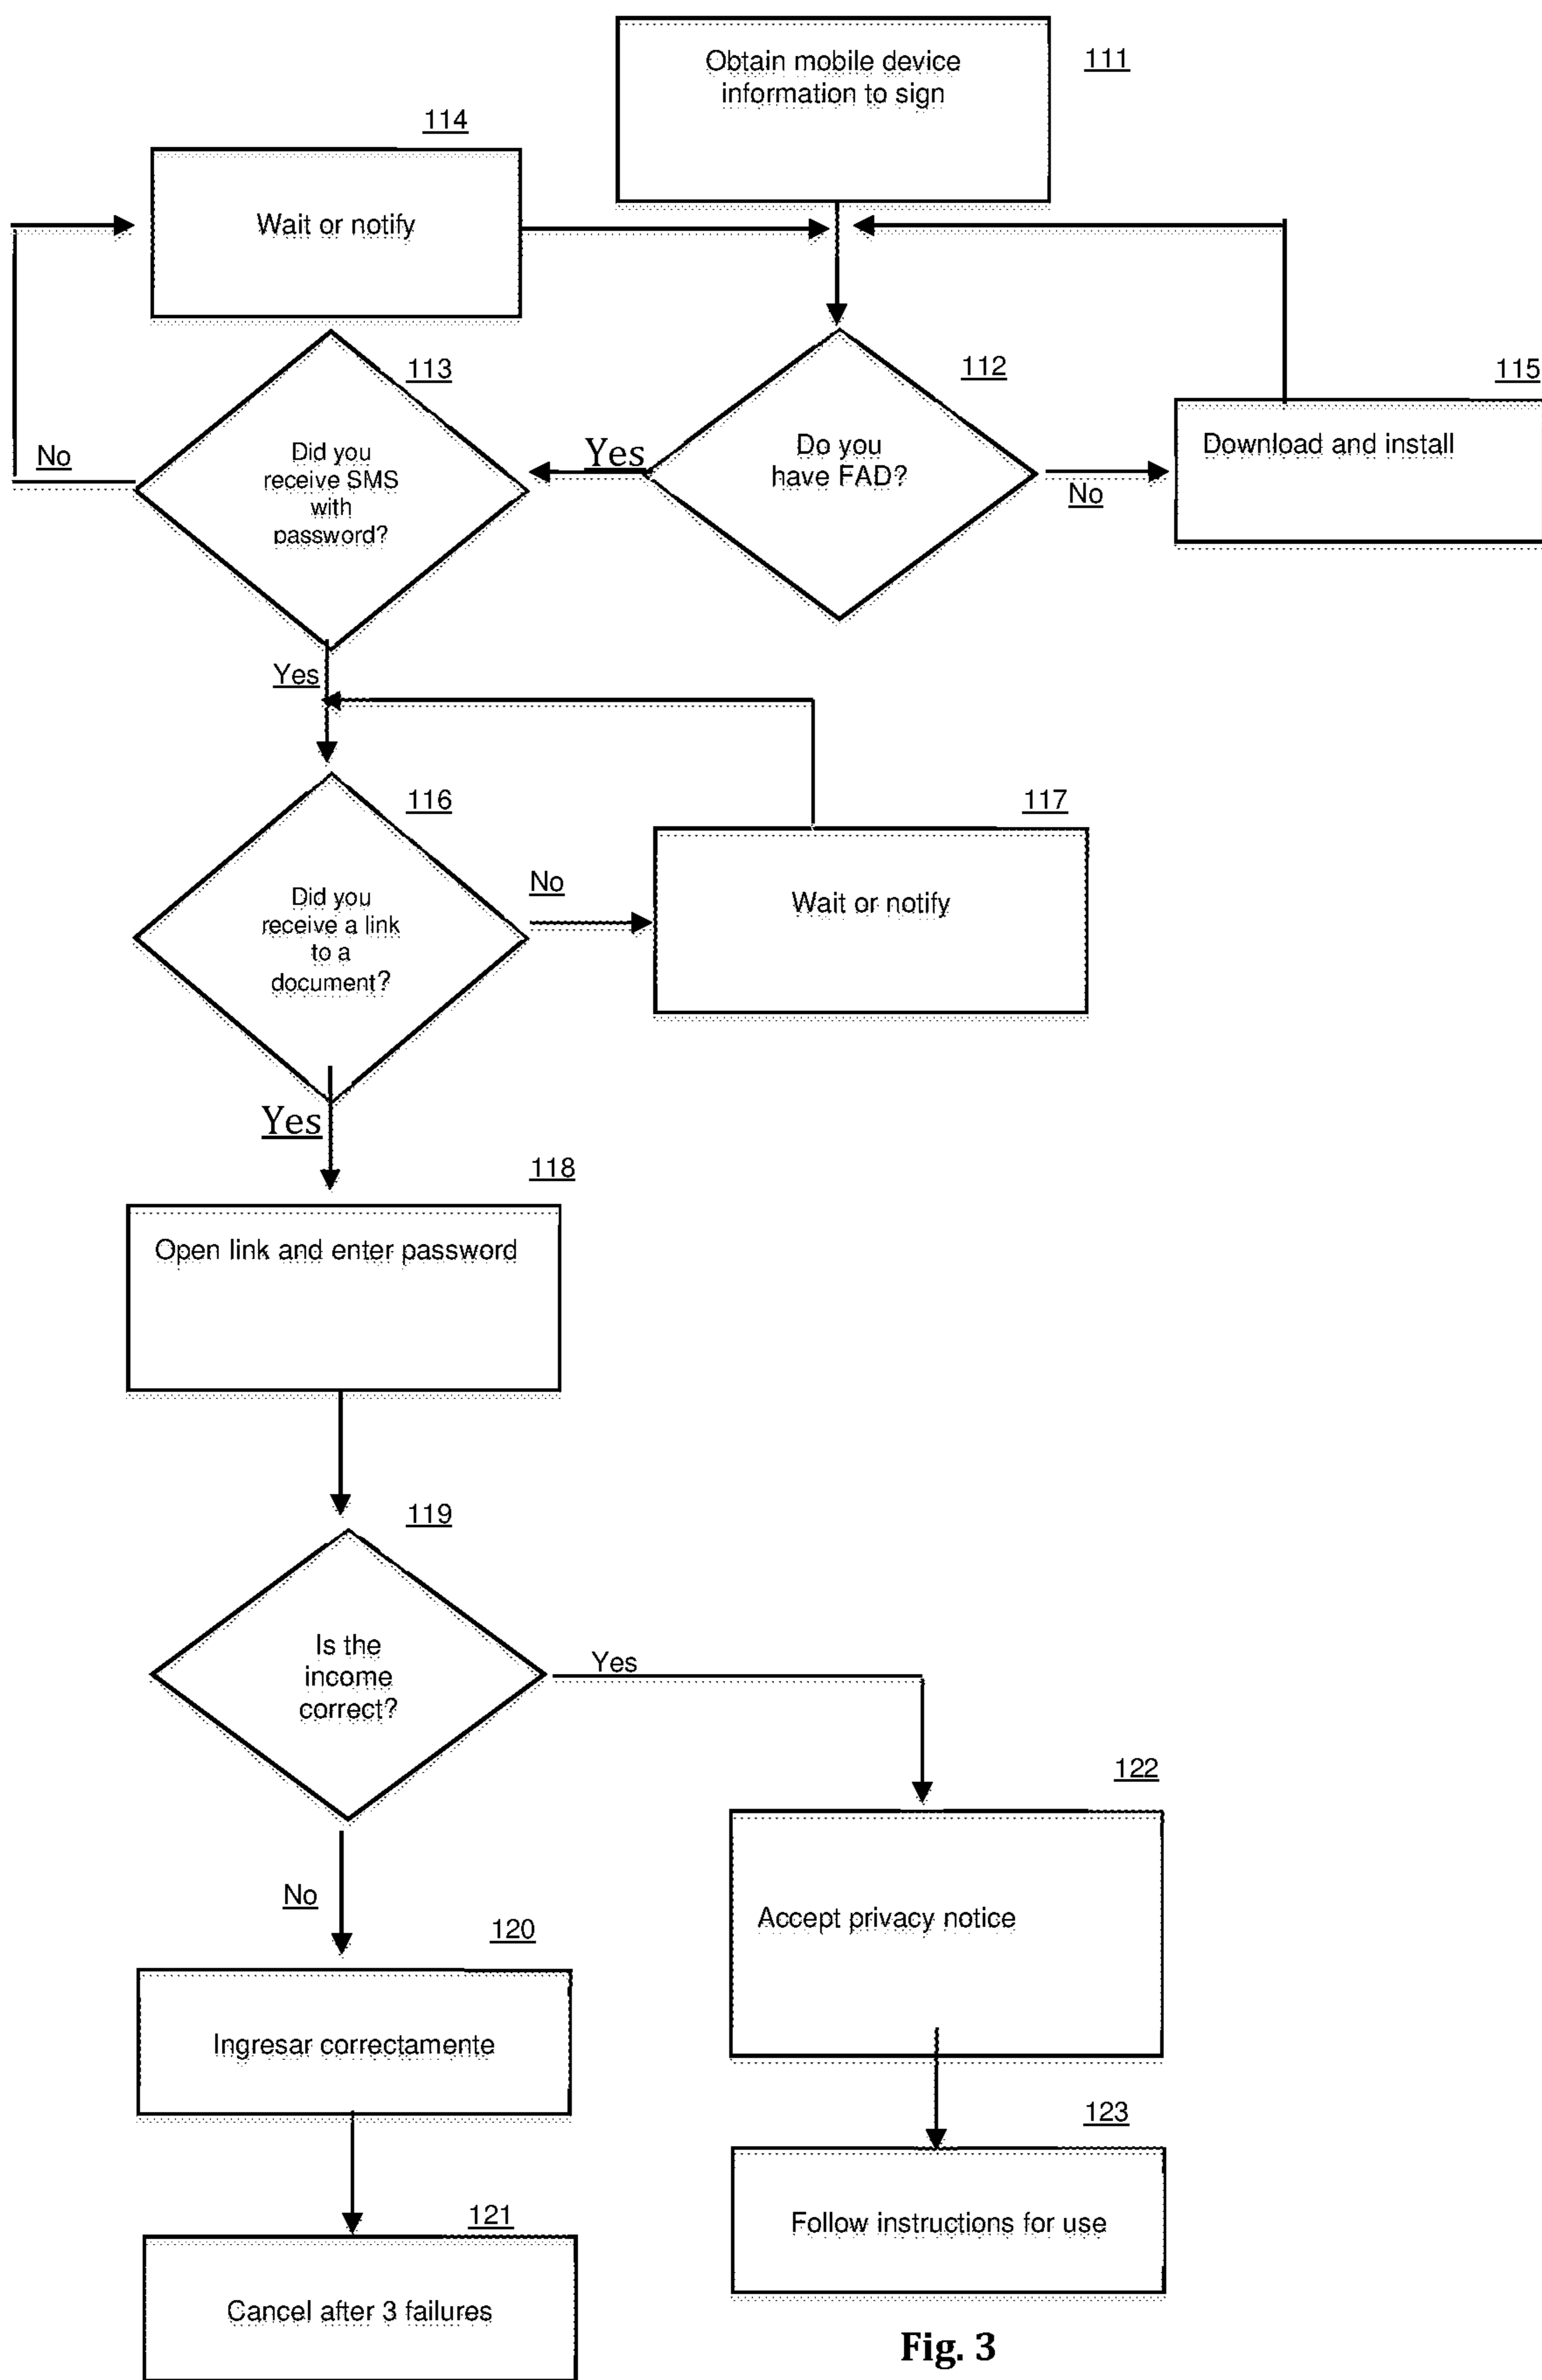 Obtain mobile device
information to sign
111
114
Wait or notify
113
Did you
receive SMS
with
password?
No
Yes
112
Do you
have FAD?
No
115
Download and install
Yes
116
Did you
receive a link
to a
document?
No
117
Wait or notify
Yes
118
Open link and enter password
119
Is the
income
correct?
Yes
No
122
Accept privacy notice
120
Ingresar correctamente
123
Follow instructions for use
121
Cancel after 3 failures
Fig. 3